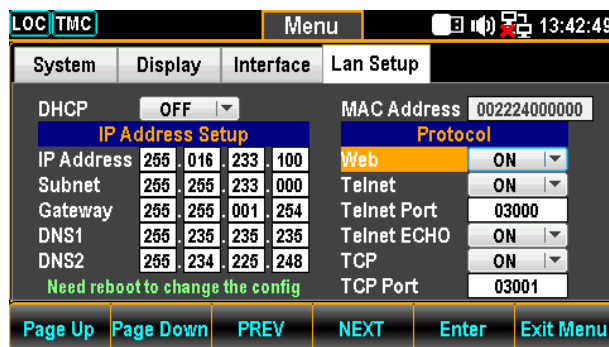 LOC TMC Menu 13:42:49
System Display Interface Lan Setup
DHCP OFF
IP Address Setup
IP Address 255 . 016 . 233 . 100
Subnet 255 . 255 . 233 . 000
Gateway 255 . 255 . 001 . 254
DNS1 255 . 235 . 235 . 235
DNS2 255 . 234 . 225 . 248
Need reboot to change the config
MAC Address 002224000000
Protocol
Web ON
Telnet ON
Telnet Port 03000
Telnet ECHO ON
TCP ON
TCP Port 03001
Page Up Page Down PREV NEXT Enter Exit Menu